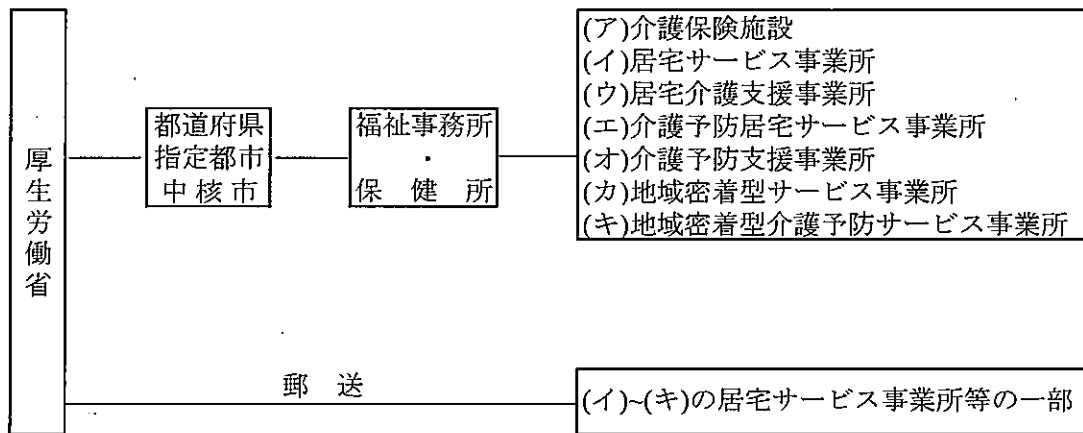 厚生労働省
都道府県
指定都市
中核市
福祉事務所
・
保健所
(ア)介護保険施設
(イ)居宅サービス事業所
(ウ)居宅介護支援事業所
(エ)介護予防居宅サービス事業所
(オ)介護予防支援事業所
(カ)地域密着型サービス事業所
(キ)地域密着型介護予防サービス事業所
郵送
(イ)~(キ)の居宅サービス事業所等の一部